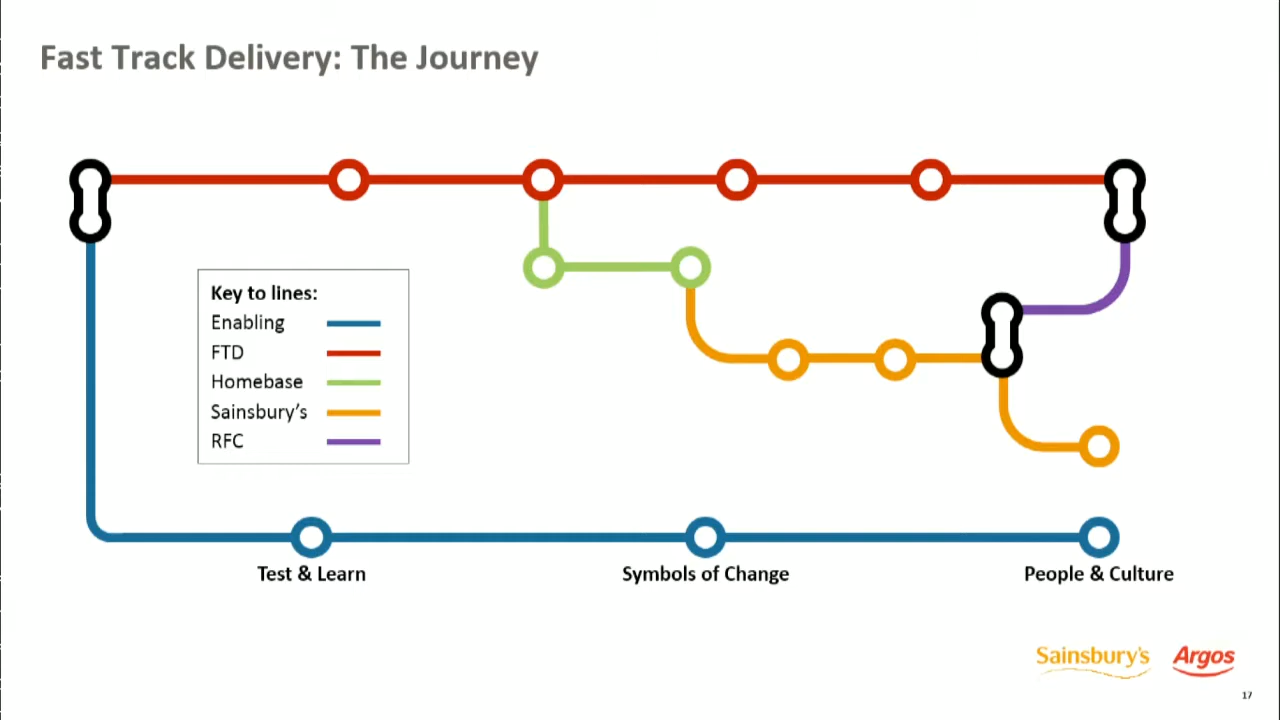 Fast Track Delivery: The Journey
Key to lines:
Enabling
FTD
Homebase
Sainsbury's
RFC
Test & Learn
Symbols of Change
People & Culture
Sainsbury's
Argos
17